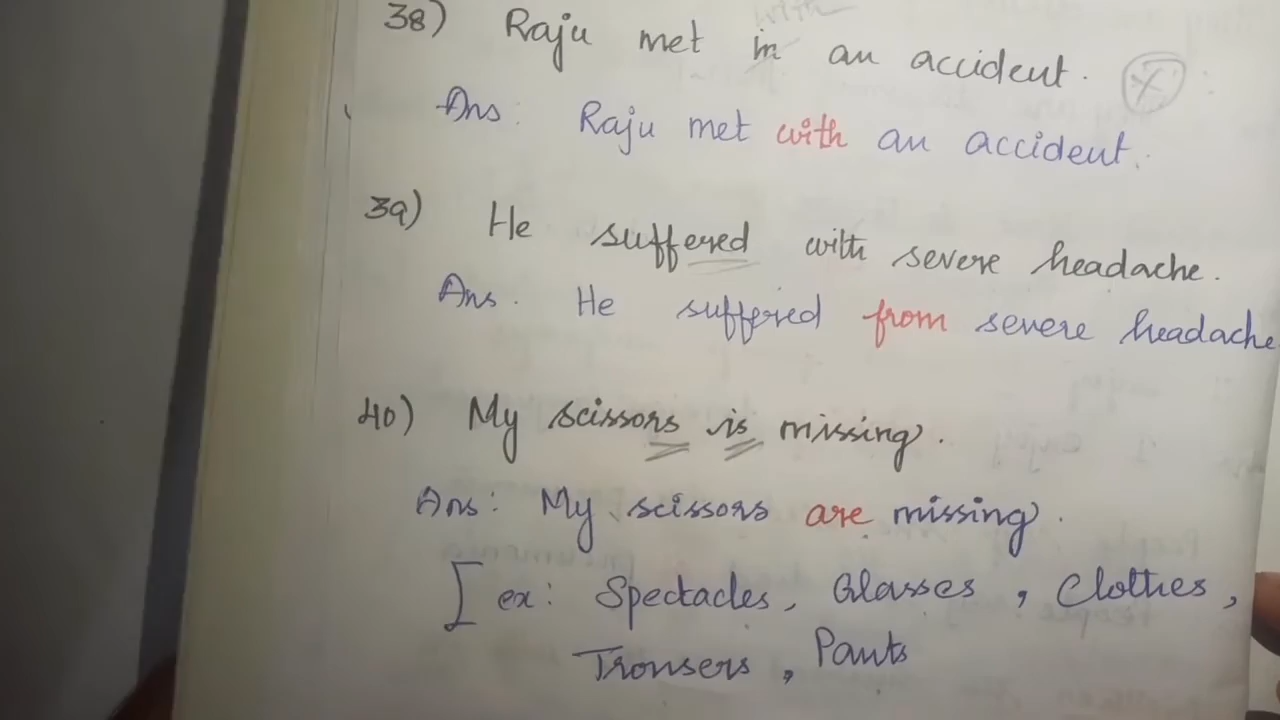 with
38) Raju met in an accident.
Ans: Raju met with an accident.
39) He suffered with severe headache.
Ans. He suffered from severe headache
40) My scissors is missing.
Ans: My scissors are missing.
[ex: Spectacles, Glasses, Clothes,
Trousers, Pants